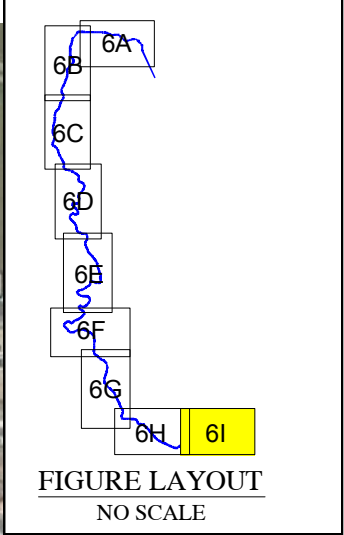 6A
6B
6C
6D
6E
6F
6G
6H 6I
FIGURE LAYOUT
NO SCALE